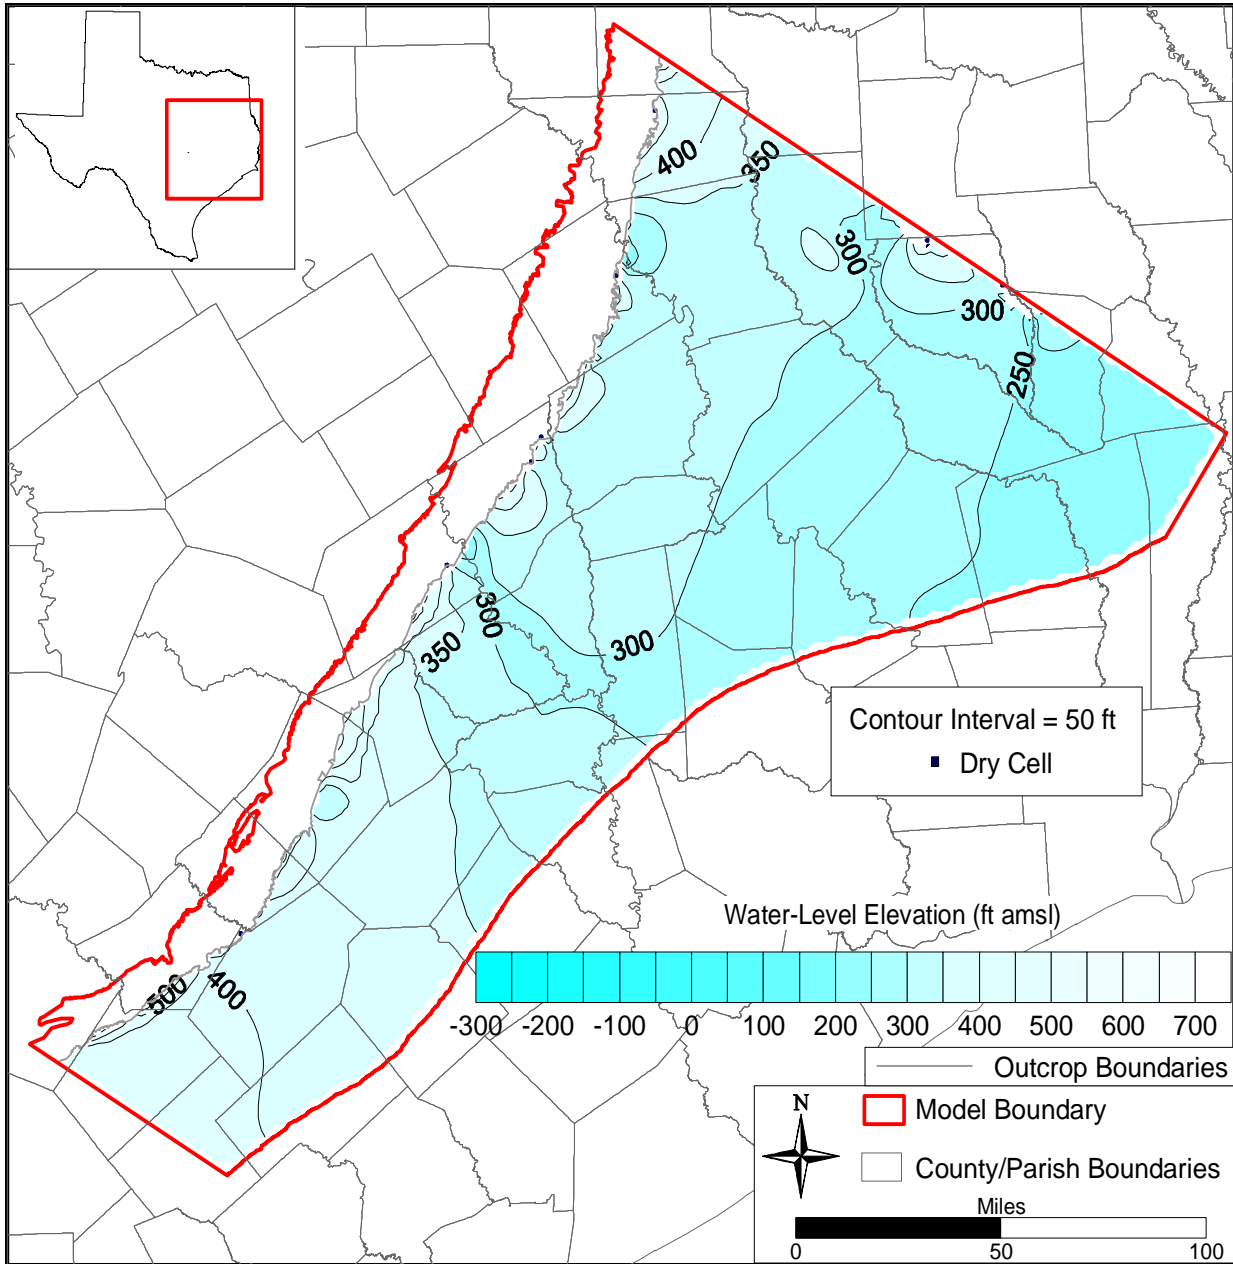 400
350
300
300
250
300
350
300
500
400
Contour Interval = 50 ft
Dry Cell
Water-Level Elevation (ft amsl)
-300 -200 -100 0 100 200 300 400 500 600 700
Outcrop Boundaries
N
Model Boundary
County/Parish Boundaries
Miles
0 50 100